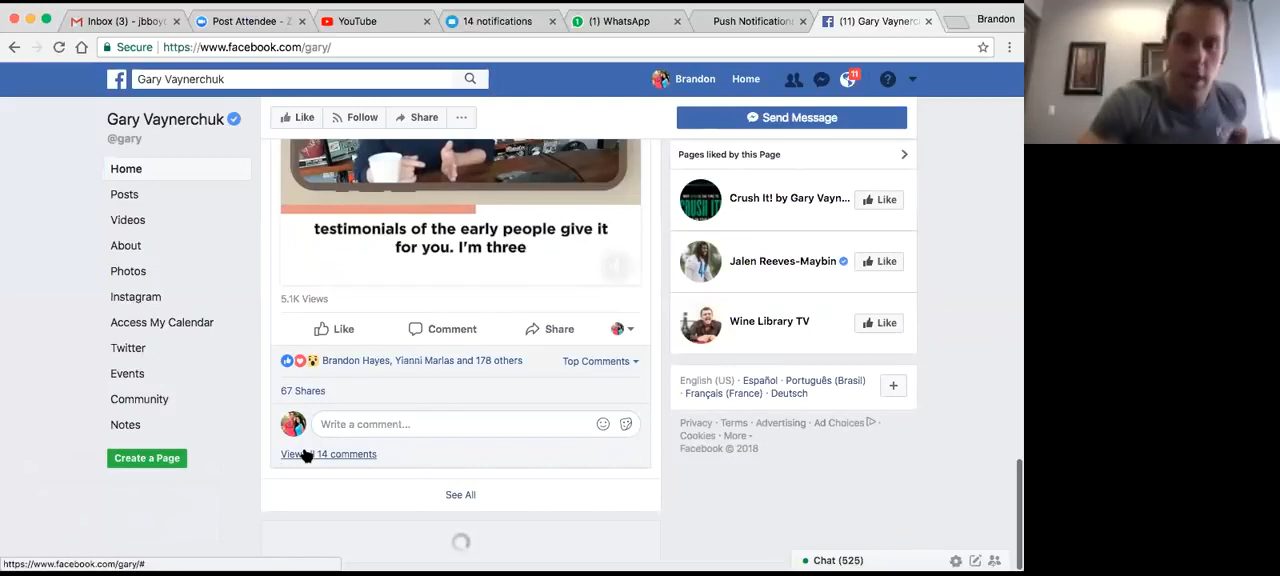 Inbox (3) - jbboyt
Post Attendee - Z
YouTube
14 notifications
(1) WhatsApp
Push Notification
(11) Gary Vaynerc
Brandon
Secure
https://www.facebook.com/gary/
Gary Vaynerchuk
Brandon
Home
11
Gary Vaynerchuk
@gary
Home
Posts
Videos
About
Photos
Instagram
Access My Calendar
Twitter
Events
Community
Notes
Create a Page
Like
Follow
Share
...
testimonials of the early people give it
for you. I'm three
5.1K Views
Like
Comment
Share
Brandon Hayes, Yianni Marlas and 178 others
Top Comments
67 Shares
Write a comment...
View 14 comments
See All
Send Message
Pages liked by this Page
Crush It! by Gary Vayn...
Like
Jalen Reeves-Maybin
Like
Wine Library TV
Like
English (US) · Español · Português (Brasil)
· Français (France) · Deutsch
Privacy · Terms · Advertising · Ad Choices ·
Cookies · More
Facebook © 2018
Chat (525)
https://www.facebook.com/gary/#